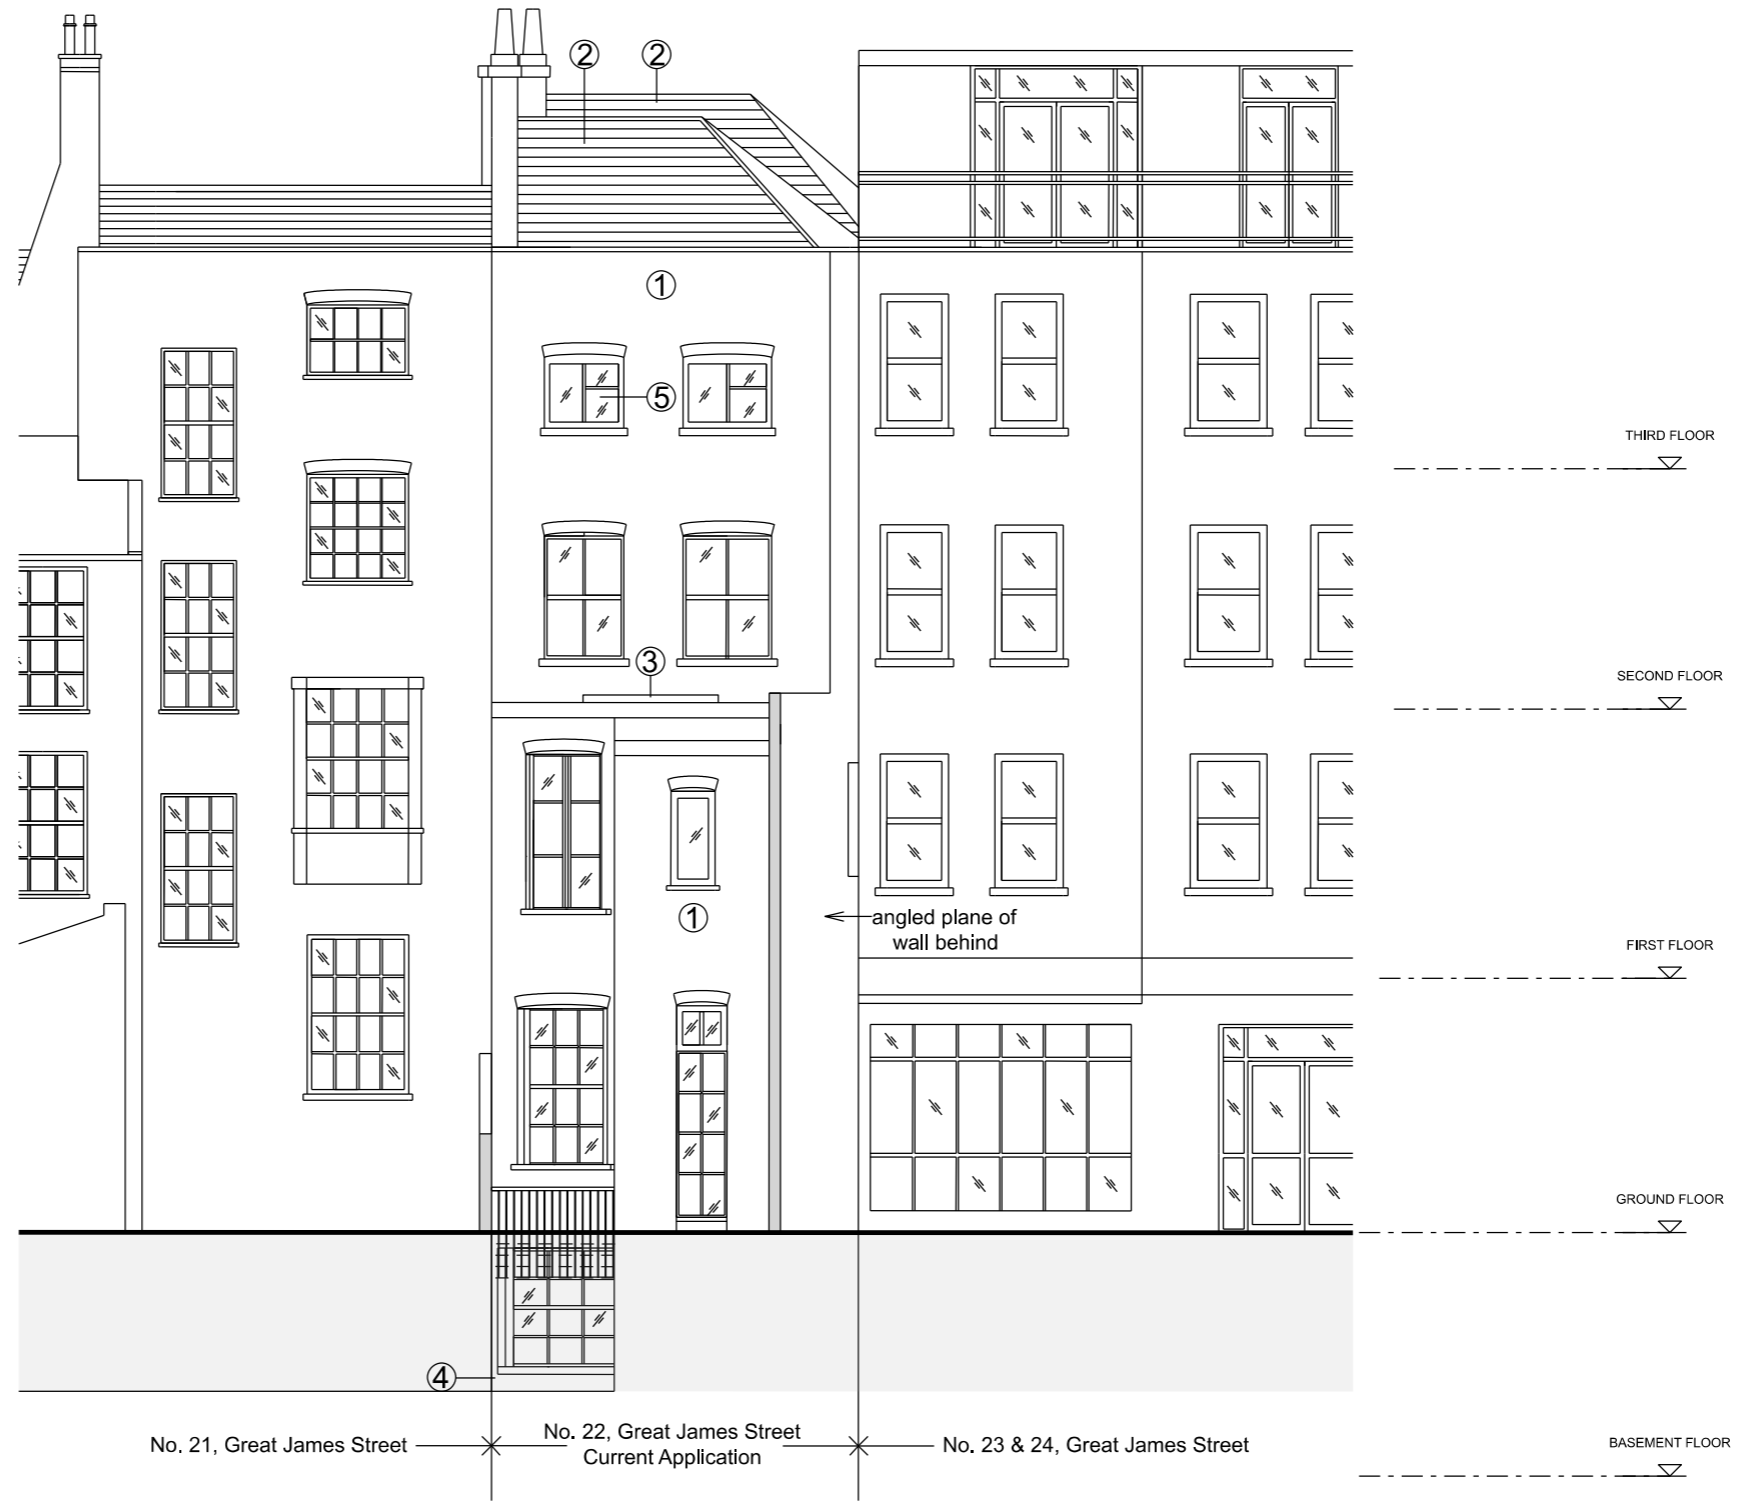 2
2
1
5
THIRD FLOOR
3
SECOND FLOOR
1
angled plane of
wall behind
FIRST FLOOR
GROUND FLOOR
4
No. 21, Great James Street
No. 22, Great James Street
Current Application
No. 23 & 24, Great James Street
BASEMENT FLOOR